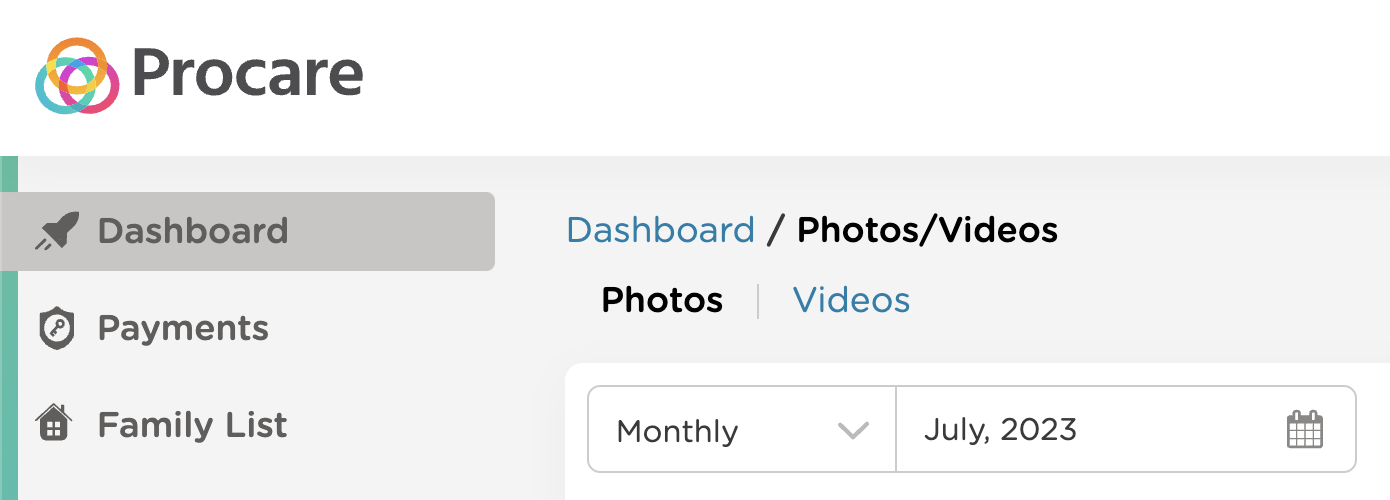 Procare
Dashboard
Payments
Family List
Dashboard / Photos/Videos
Photos | Videos
Monthly
July, 2023